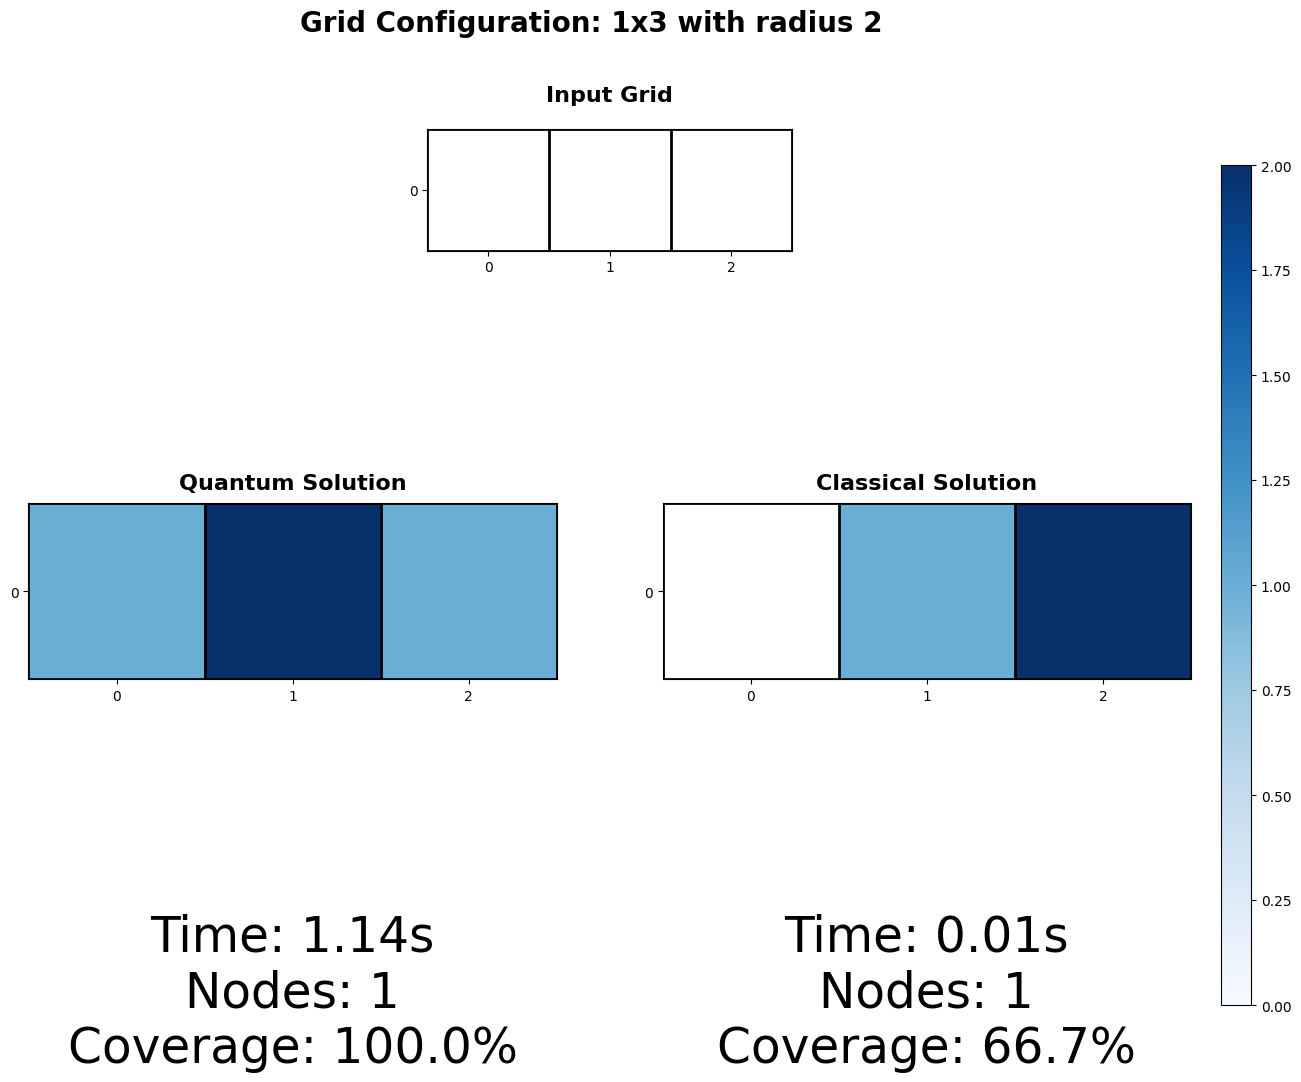 Grid Configuration: 1x3 with radius 2
Input Grid
0
0 1 2
Quantum Solution
0
0 1 2
Classical Solution
0
0 1 2
2.00
1.75
1.50
1.25
1.00
0.75
0.50
0.25
0.00
Time: 1.14s
Nodes: 1
Coverage: 100.0%
Time: 0.01s
Nodes: 1
Coverage: 66.7%